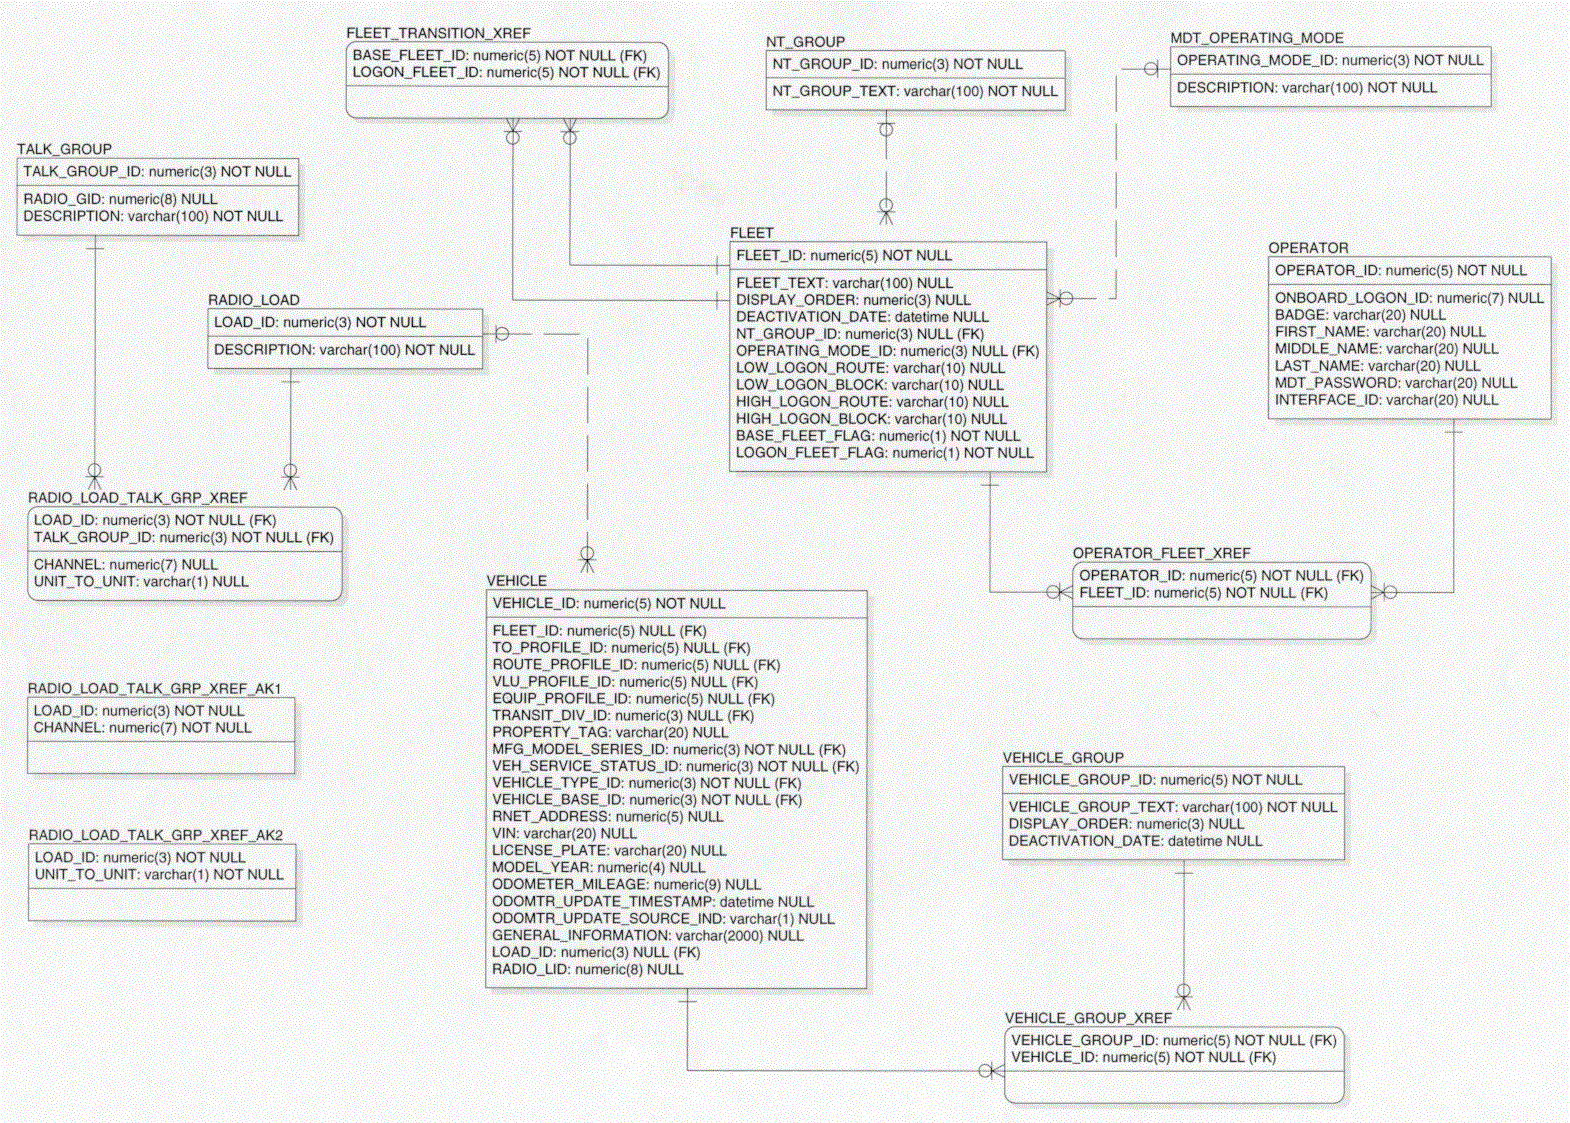 FLEET_TRANSITION_XREF
BASE_FLEET_ID: numeric(5) NOT NULL (FK)
LOGON_FLEET_ID: numeric(5) NOT NULL (FK)
NT_GROUP
NT_GROUP_ID: numeric(3) NOT NULL
NT_GROUP_TEXT: varchar(100) NOT NULL
MDT_OPERATING_MODE
OPERATING_MODE_ID: numeric(3) NOT NULL
DESCRIPTION: varchar(100) NOT NULL
TALK_GROUP
TALK_GROUP_ID: numeric(3) NOT NULL
RADIO_GID: numeric(8) NULL
DESCRIPTION: varchar(100) NOT NULL
RADIO_LOAD
LOAD_ID: numeric(3) NOT NULL
DESCRIPTION: varchar(100) NOT NULL
FLEET
FLEET_ID: numeric(5) NOT NULL
FLEET_TEXT: varchar(100) NULL
DISPLAY_ORDER: numeric(3) NULL
DEACTIVATION_DATE: datetime NULL
NT_GROUP_ID: numeric(3) NULL (FK)
OPERATING_MODE_ID: numeric(3) NULL (FK)
LOW_LOGON_ROUTE: varchar(10) NULL
LOW_LOGON_BLOCK: varchar(10) NULL
HIGH_LOGON_ROUTE: varchar(10) NULL
HIGH_LOGON_BLOCK: varchar(10) NULL
BASE_FLEET_FLAG: numeric(1) NOT NULL
LOGON_FLEET_FLAG: numeric(1) NOT NULL
OPERATOR
OPERATOR_ID: numeric(5) NOT NULL
ONBOARD_LOGON_ID: numeric(7) NULL
BADGE: varchar(20) NULL
FIRST_NAME: varchar(20) NULL
MIDDLE_NAME: varchar(20) NULL
LAST_NAME: varchar(20) NULL
MDT_PASSWORD: varchar(20) NULL
INTERFACE_ID: varchar(20) NULL
RADIO_LOAD_TALK_GRP_XREF
LOAD_ID: numeric(3) NOT NULL (FK)
TALK_GROUP_ID: numeric(3) NOT NULL (FK)
CHANNEL: numeric(7) NULL
UNIT_TO_UNIT: varchar(1) NULL
OPERATOR_FLEET_XREF
OPERATOR_ID: numeric(5) NOT NULL (FK)
FLEET_ID: numeric(5) NOT NULL (FK)
VEHICLE
VEHICLE_ID: numeric(5) NOT NULL
FLEET_ID: numeric(5) NULL (FK)
TO_PROFILE_ID: numeric(5) NULL (FK)
ROUTE_PROFILE_ID: numeric(5) NULL (FK)
VLU_PROFILE_ID: numeric(5) NULL (FK)
EQUIP_PROFILE_ID: numeric(5) NULL (FK)
TRANSIT_DIV_ID: numeric(3) NULL (FK)
PROPERTY_TAG: varchar(20) NULL
MFG_MODEL_SERIES_ID: numeric(3) NOT NULL (FK)
VEH_SERVICE_STATUS_ID: numeric(3) NOT NULL (FK)
VEHICLE_TYPE_ID: numeric(3) NOT NULL (FK)
VEHICLE_BASE_ID: numeric(3) NOT NULL (FK)
RNET_ADDRESS: numeric(5) NULL
VIN: varchar(20) NULL
LICENSE_PLATE: varchar(20) NULL
MODEL_YEAR: numeric(4) NULL
ODOMETER_MILEAGE: numeric(9) NULL
ODOMTR_UPDATE_TIMESTAMP: datetime NULL
ODOMTR_UPDATE_SOURCE_IND: varchar(1) NULL
GENERAL_INFORMATION: varchar(2000) NULL
LOAD_ID: numeric(3) NULL (FK)
RADIO_LID: numeric(8) NULL
RADIO_LOAD_TALK_GRP_XREF_AK1
LOAD_ID: numeric(3) NOT NULL
CHANNEL: numeric(7) NOT NULL
RADIO_LOAD_TALK_GRP_XREF_AK2
LOAD_ID: numeric(3) NOT NULL
UNIT_TO_UNIT: varchar(1) NOT NULL
VEHICLE_GROUP
VEHICLE_GROUP_ID: numeric(5) NOT NULL
VEHICLE_GROUP_TEXT: varchar(100) NOT NULL
DISPLAY_ORDER: numeric(3) NULL
DEACTIVATION_DATE: datetime NULL
VEHICLE_GROUP_XREF
VEHICLE_GROUP_ID: numeric(5) NOT NULL (FK)
VEHICLE_ID: numeric(5) NOT NULL (FK)